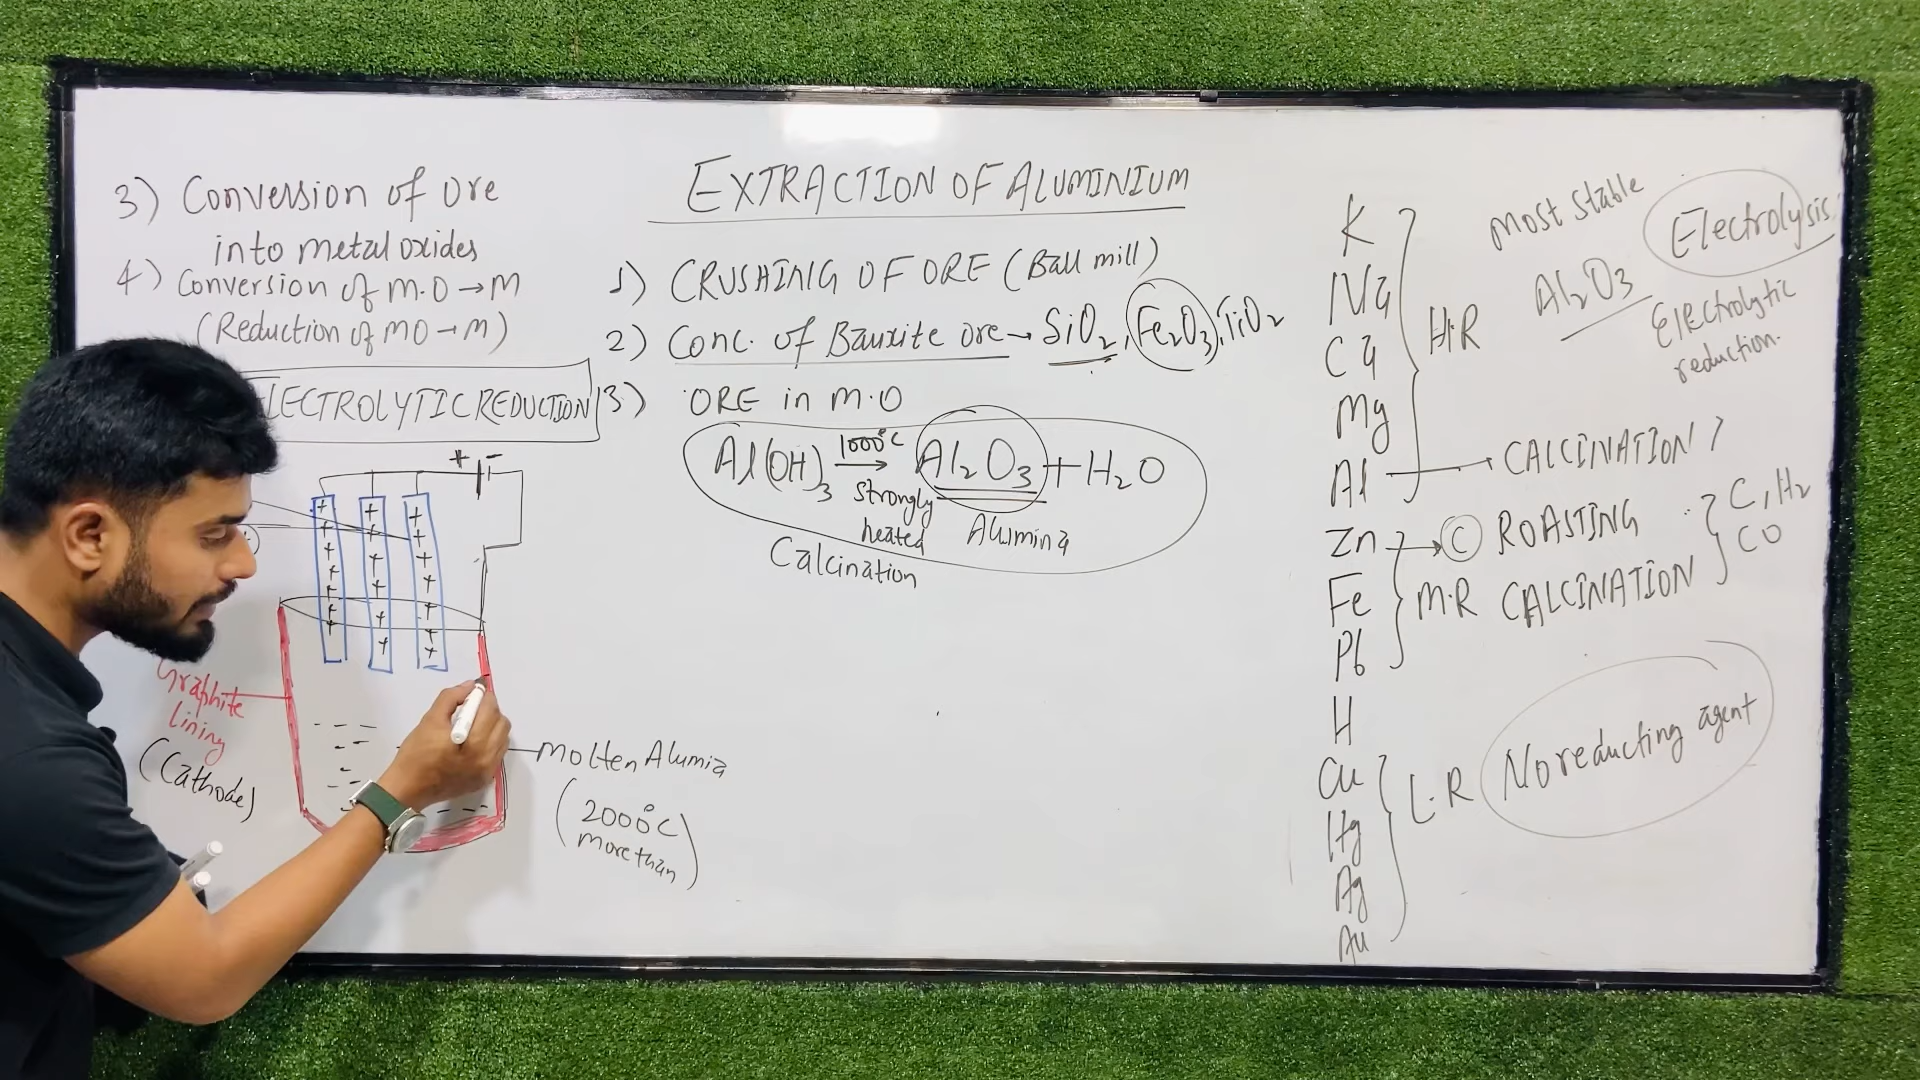 EXTRACTION OF ALUMINIUM
3) Conversion of ore
into metal oxides
4) Conversion of M.O → M
(Reduction of MO → M)
ELECTROLYTIC REDUCTION
1) CRUSHING OF ORE (Ball mill)
2) Conc. of Bauxite ore → SiO2, Fe2O3, TiO2
3) ORE in M.O
Al(OH)3 1000°C → Al2O3 + H2O
strongly
heated
Alumina
Calcination
+ -
+ + + + + +
+ + + + +
+ + + + + +
Graphite
lining
(Cathode)
Molten Alumia
(2000°C
more than)
K
Na
Ca
Mg
Al
Zn
Fe
Pb
H
Cu
Hg
Ag
Au
H.R
most stable
Al2O3
Electrolysis
Electrolytic
reduction.
CALCINATION
C ROASTING
M.R CALCINATION
C, H2
CO
L.R
No reducting agent